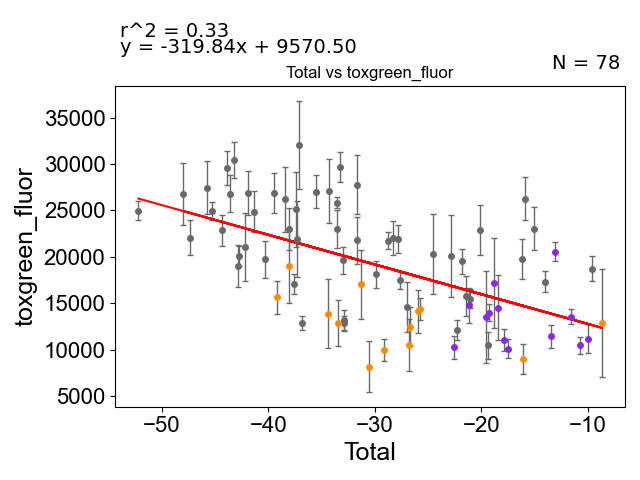 r^2 = 0.33
y = -319.84x + 9570.50
N = 78
Total vs toxgreen_fluor
35000
30000
25000
20000
15000
10000
5000
toxgreen_fluor
−50
−40
−30
−20
−10
Total